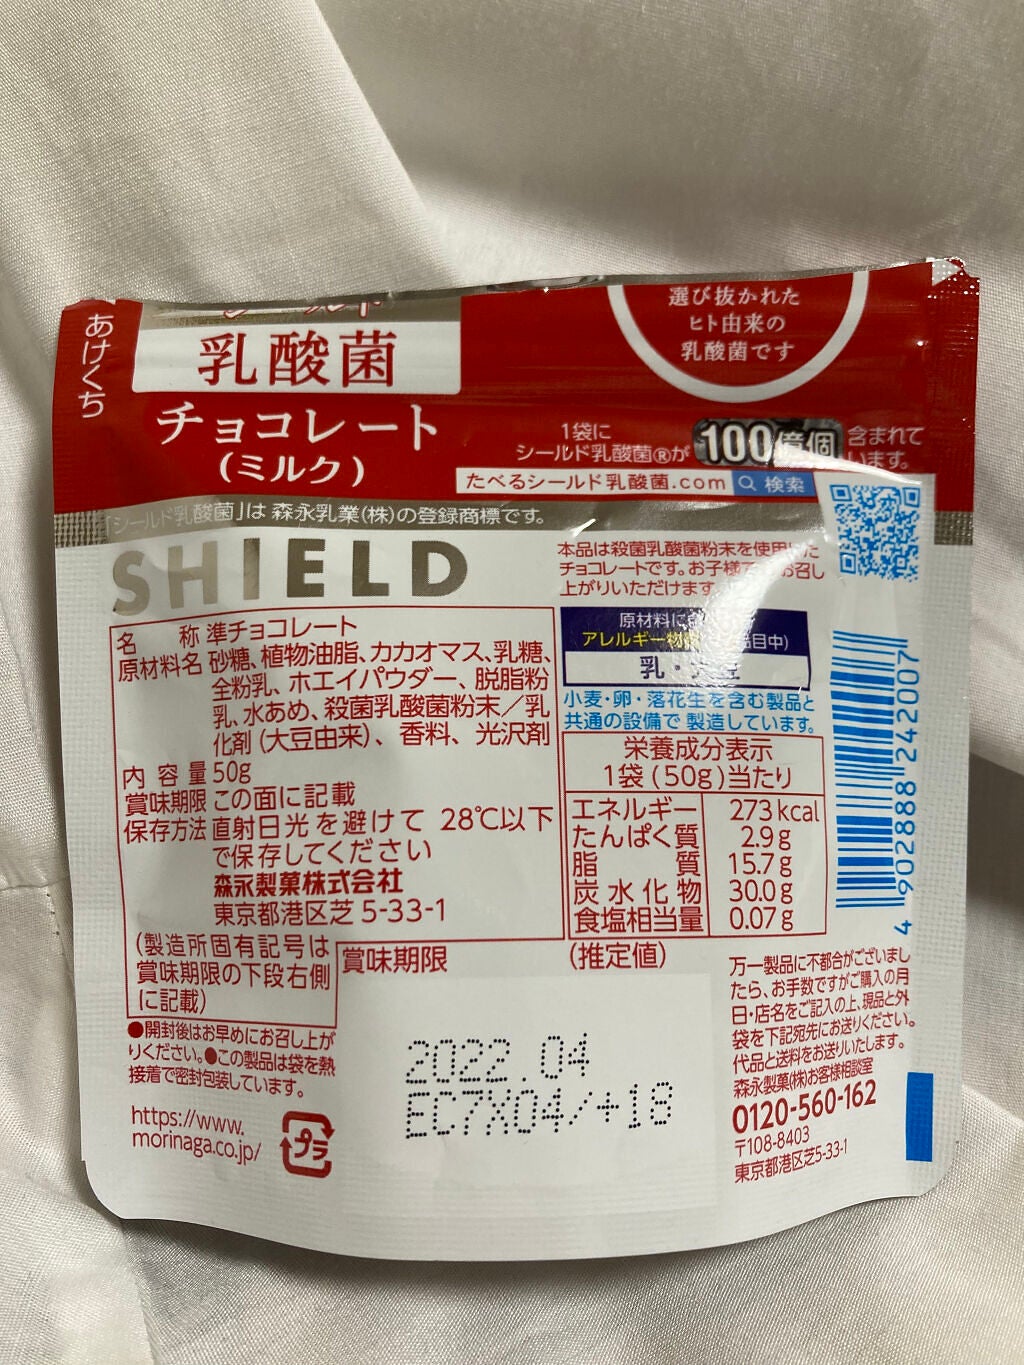 あけくち
乳酸菌
チョコレート
(ミルク)
選び抜かれた
ヒト由来の
乳酸菌です
1袋に
シールド乳酸菌®が 100億個 含まれて
います。
たべるシールド乳酸菌.com 検索
「シールド乳酸菌」は 森永乳業(株)の登録商標です。
SHIELD
本品は殺菌乳酸菌粉末を使用した
チョコレートです。お子様 お召し
上がりいただけます
名 称 準チョコレート
原材料名 砂糖、植物油脂、カカオマス、乳糖、
全粉乳、ホエイパウダー、脱脂粉
乳、水あめ、殺菌乳酸菌粉末／乳
化剤(大豆由来)、香料、光沢剤
内容量 50g
賞味期限 この面に記載
保存方法 直射日光を避けて 28℃以下
で保存してください
森永製菓株式会社
東京都港区芝5-33-1
(製造所固有記号は
賞味期限の下段右側
に記載)
原材料に
アレルギー物質 品目中)
乳・大豆
小麦・卵・落花生を含む製品と
共通の設備で製造しています。
栄養成分表示
1袋(50g)当たり
エネルギー 273kcal
たんぱく質 2.9g
脂質 15.7g
炭水化物 30.0g
食塩相当量 0.07g
(推定値)
賞味期限
2022.04
EC7X04/+18
●開封後はお早めにお召し上が
りください。●この製品は袋を熱
接着で密封包装しています。
https://www.
morinaga.co.jp/
プラ
4 902888 242007
万一製品に不都合がございまし
たら、お手数ですがご購入の月
日・店名をご記入の上、現品と外
袋を下記宛先にお送りください。
代品と送料をお送りいたします。
森永製菓(株)お客様相談室
0120-560-162
〒108-8403
東京都港区芝5-33-1